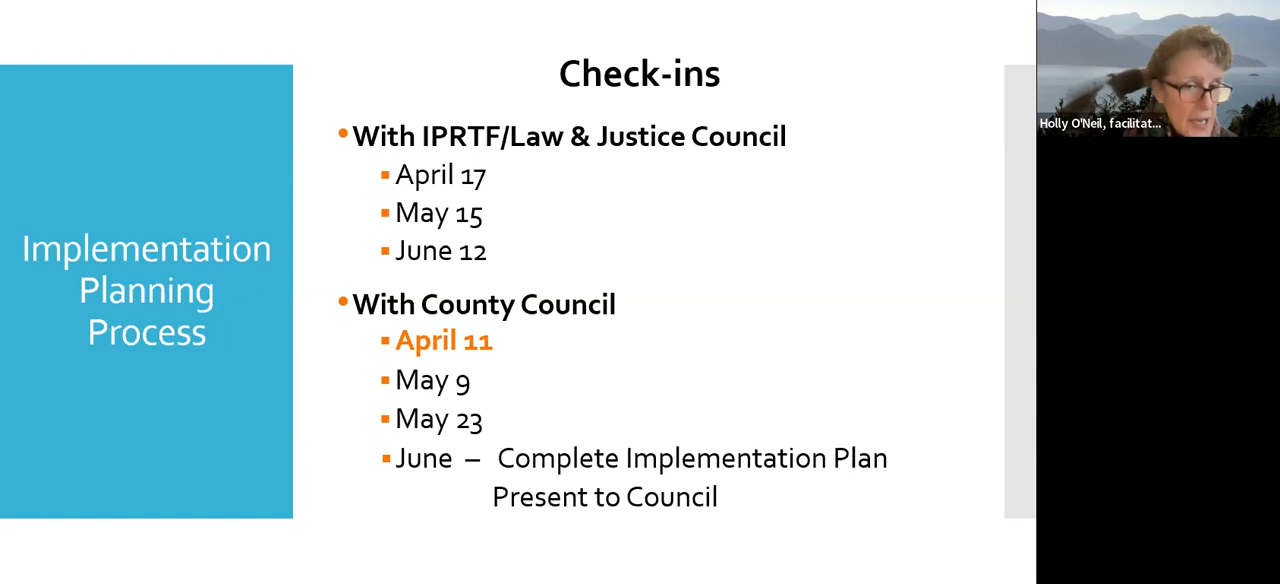 Implementation
Planning
Process
Check-ins
With IPRTF/Law & Justice Council
April 17
May 15
June 12
With County Council
April 11
May 9
May 23
June – Complete Implementation Plan
Present to Council
Holly O'Neil, facilitat...